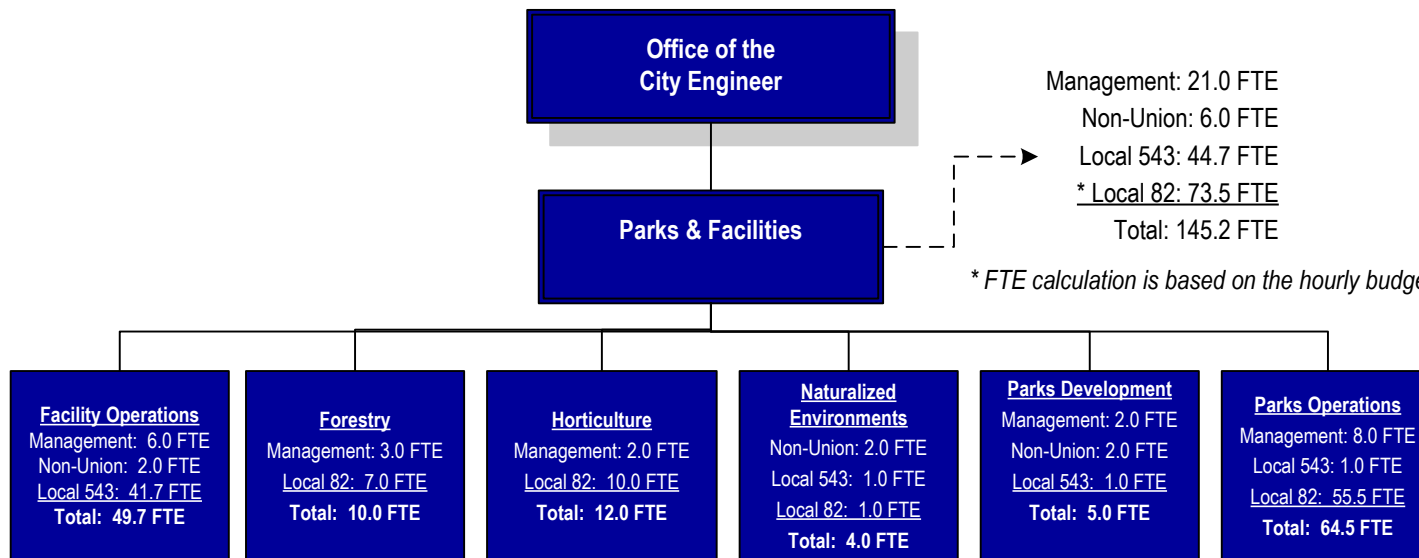 Office of the
City Engineer
Management: 21.0 FTE
Non-Union: 6.0 FTE
Local 543: 44.7 FTE
* Local 82: 73.5 FTE
Total: 145.2 FTE
* FTE calculation is based on the hourly budge
Parks & Facilities
Facility Operations
Management: 6.0 FTE
Non-Union: 2.0 FTE
Local 543: 41.7 FTE
Total: 49.7 FTE
Forestry
Management: 3.0 FTE
Local 82: 7.0 FTE
Total: 10.0 FTE
Horticulture
Management: 2.0 FTE
Local 82: 10.0 FTE
Total: 12.0 FTE
Naturalized
Environments
Non-Union: 2.0 FTE
Local 543: 1.0 FTE
Local 82: 1.0 FTE
Total: 4.0 FTE
Parks Development
Management: 2.0 FTE
Non-Union: 2.0 FTE
Local 543: 1.0 FTE
Total: 5.0 FTE
Parks Operations
Management: 8.0 FTE
Local 543: 1.0 FTE
Local 82: 55.5 FTE
Total: 64.5 FTE